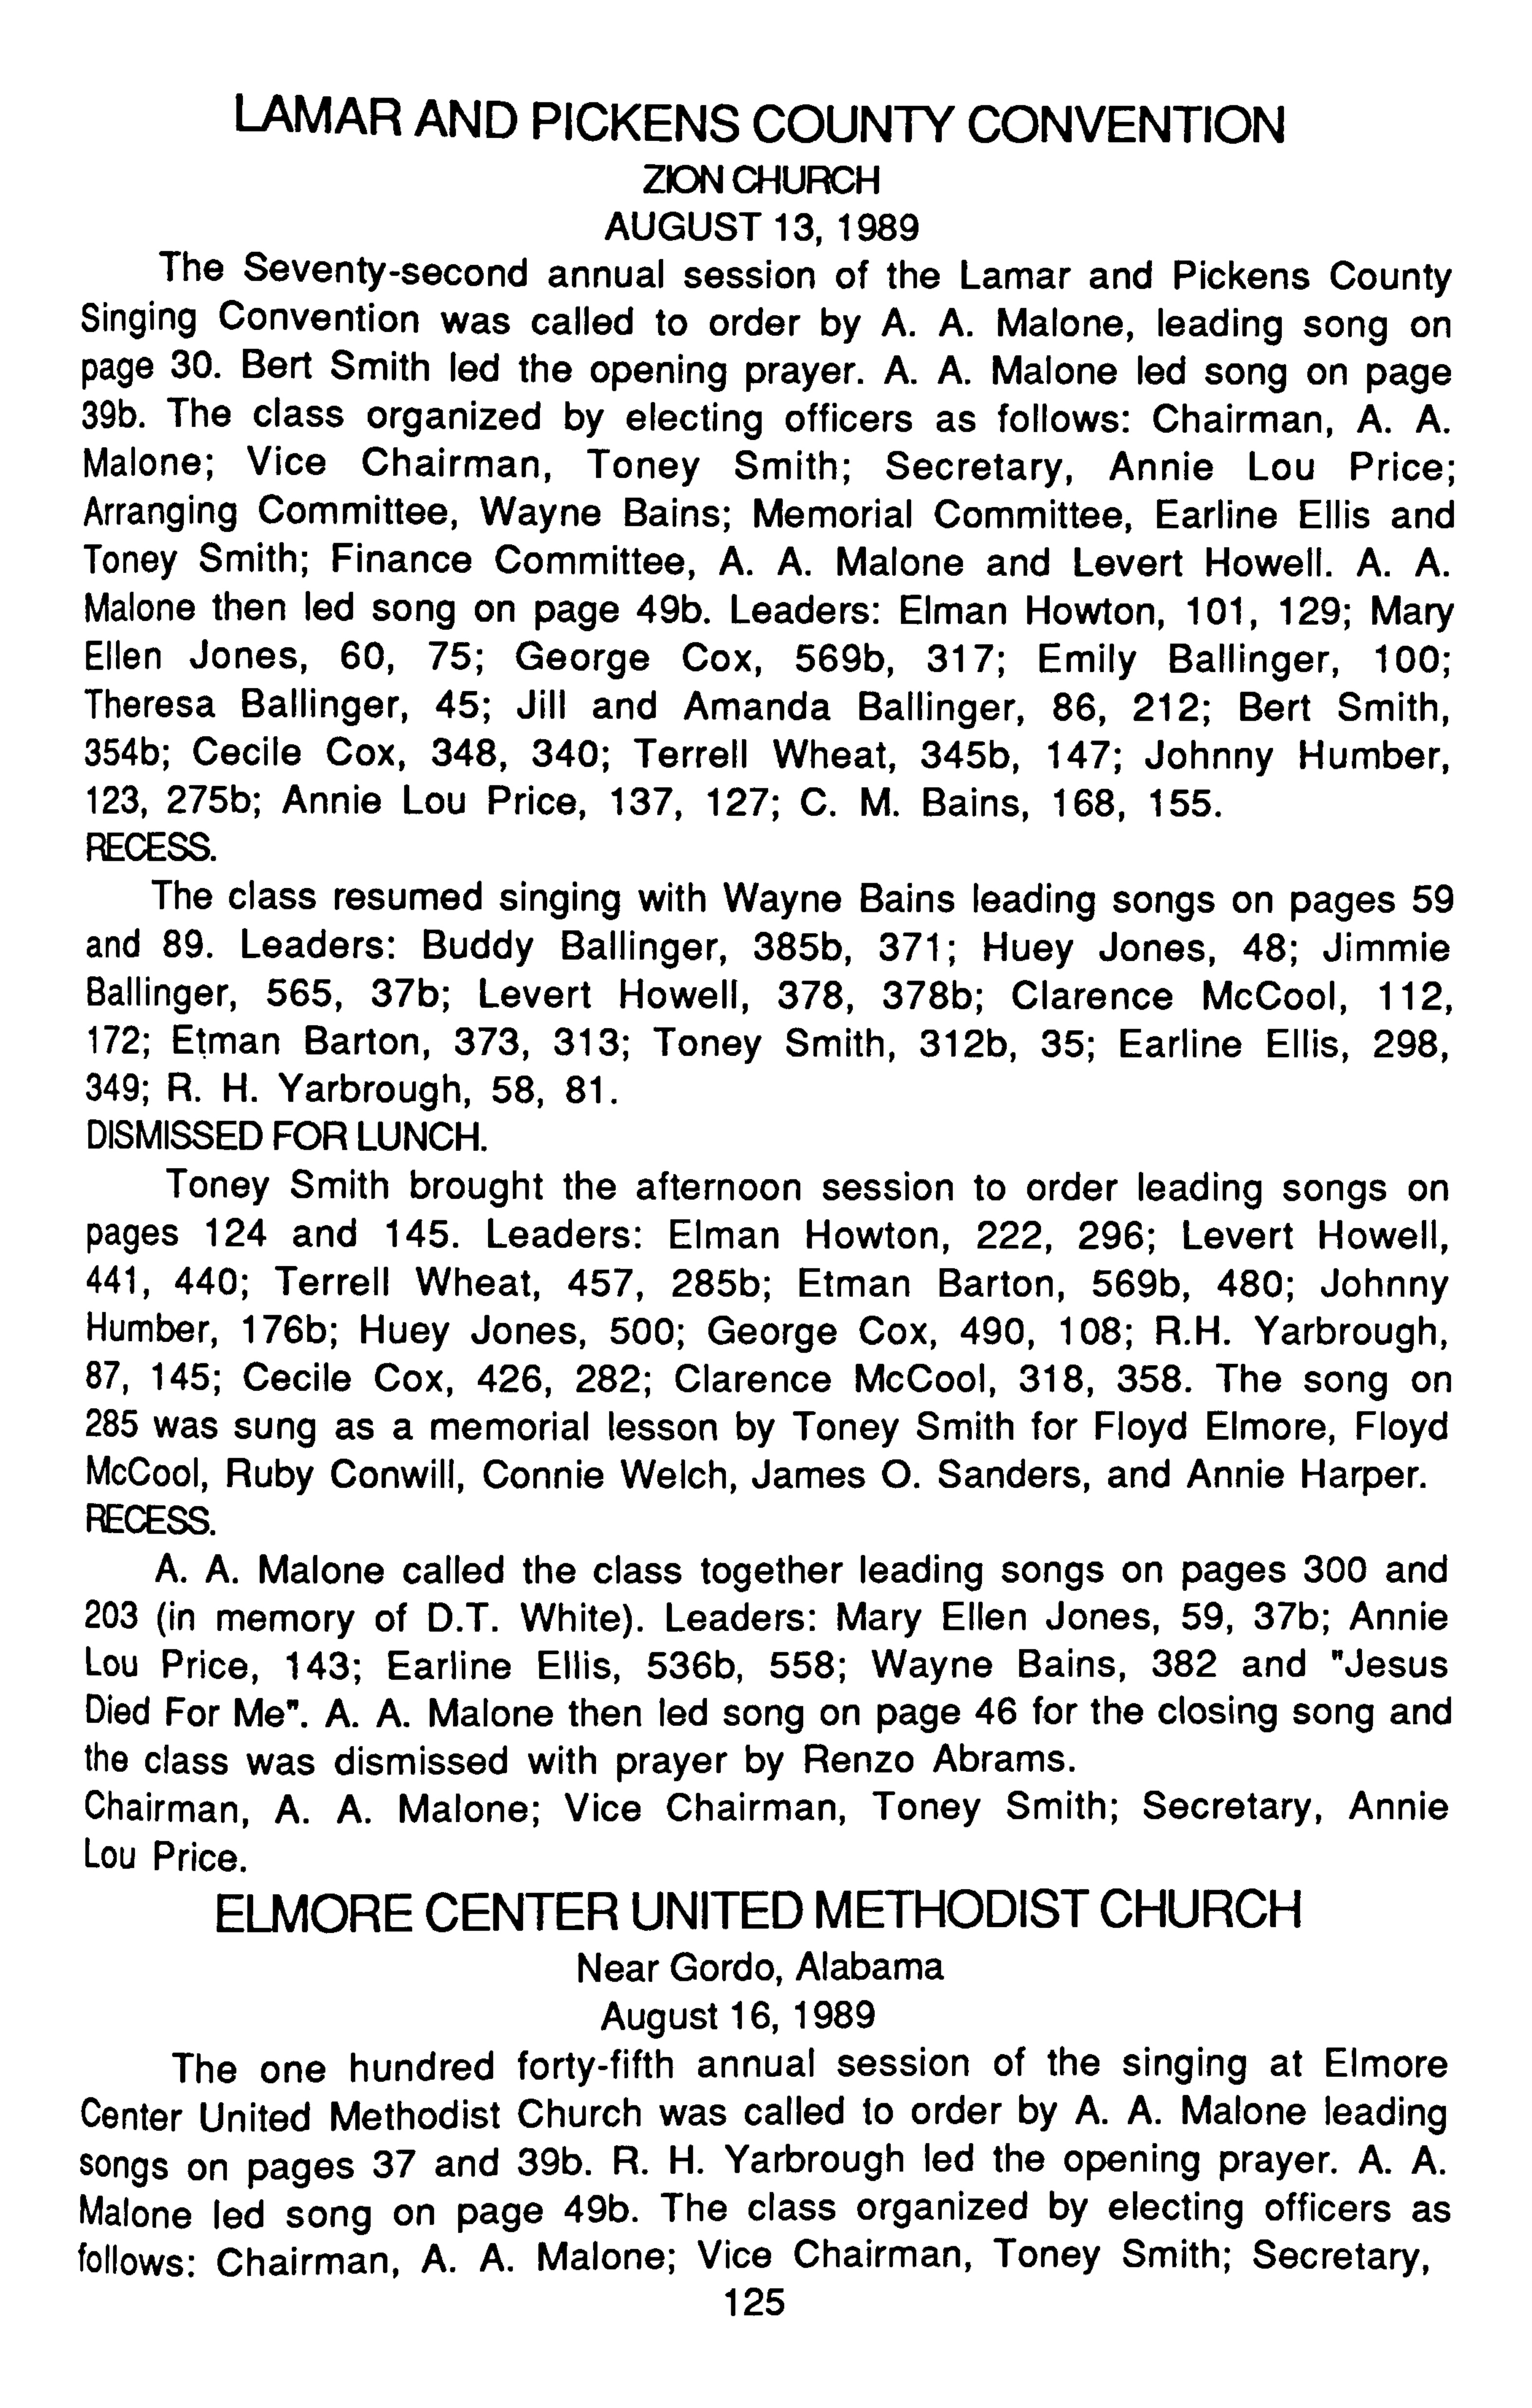 LAMAR AND PICKENS COUNTY CONVENTION
ZION CHURCH
AUGUST 13, 1989
The Seventy-second annual session of the Lamar and Pickens County
Singing Convention was called to order by A. A. Malone, leading song on
page 30. Bert Smith led the opening prayer. A. A. Malone led song on page
39b. The class organized by electing officers as follows: Chairman, A. A.
Malone; Vice Chairman, Toney Smith; Secretary, Annie Lou Price;
Arranging Committee, Wayne Bains; Memorial Committee, Earline Ellis and
Toney Smith; Finance Committee, A. A. Malone and Levert Howell. A. A.
Malone then led song on page 49b. Leaders: Elman Howton, 101, 129; Mary
Ellen Jones, 60, 75; George Cox, 569b, 317; Emily Ballinger, 100;
Theresa Ballinger, 45; Jill and Amanda Ballinger, 86, 212; Bert Smith,
354b; Cecile Cox, 348, 340; Terrell Wheat, 345b, 147; Johnny Humber,
123, 275b; Annie Lou Price, 137, 127; C. M. Bains, 168, 155.
RECESS.
The class resumed singing with Wayne Bains leading songs on pages 59
and 89. Leaders: Buddy Ballinger, 385b, 371; Huey Jones, 48; Jimmie
Ballinger, 565, 37b; Levert Howell, 378, 378b; Clarence McCool, 112,
172; Etman Barton, 373, 313; Toney Smith, 312b, 35; Earline Ellis, 298,
349; R. H. Yarbrough, 58, 81.
DISMISSED FOR LUNCH.
Toney Smith brought the afternoon session to order leading songs on
pages 124 and 145. Leaders: Elman Howton, 222, 296; Levert Howell,
441, 440; Terrell Wheat, 457, 285b; Etman Barton, 569b, 480; Johnny
Humber, 176b; Huey Jones, 500; George Cox, 490, 108; R.H. Yarbrough,
87, 145; Cecile Cox, 426, 282; Clarence McCool, 318, 358. The song on
285 was sung as a memorial lesson by Toney Smith for Floyd Elmore, Floyd
McCool, Ruby Conwill, Connie Welch, James O. Sanders, and Annie Harper.
RECESS.
A. A. Malone called the class together leading songs on pages 300 and
203 (in memory of D.T. White). Leaders: Mary Ellen Jones, 59, 37b; Annie
Lou Price, 143; Earline Ellis, 536b, 558; Wayne Bains, 382 and "Jesus
Died For Me". A. A. Malone then led song on page 46 for the closing song and
the class was dismissed with prayer by Renzo Abrams.
Chairman, A. A. Malone; Vice Chairman, Toney Smith; Secretary, Annie
Lou Price.
ELMORE CENTER UNITED METHODIST CHURCH
Near Gordo, Alabama
August 16, 1989
The one hundred forty-fifth annual session of the singing at Elmore
Center United Methodist Church was called to order by A. A. Malone leading
songs on pages 37 and 39b. R. H. Yarbrough led the opening prayer. A. A.
Malone led song on page 49b. The class organized by electing officers as
follows: Chairman, A. A. Malone; Vice Chairman, Toney Smith; Secretary,
125